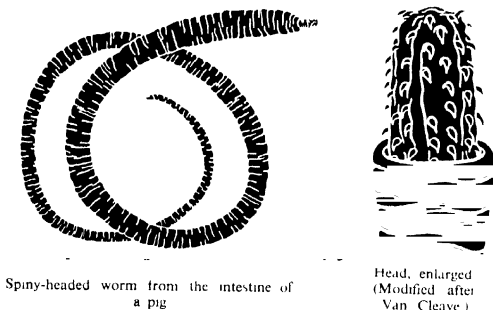 Spiny-headed worm from the intestine of
a pig
Head, enlarged
(Modified after
Van Cleave)